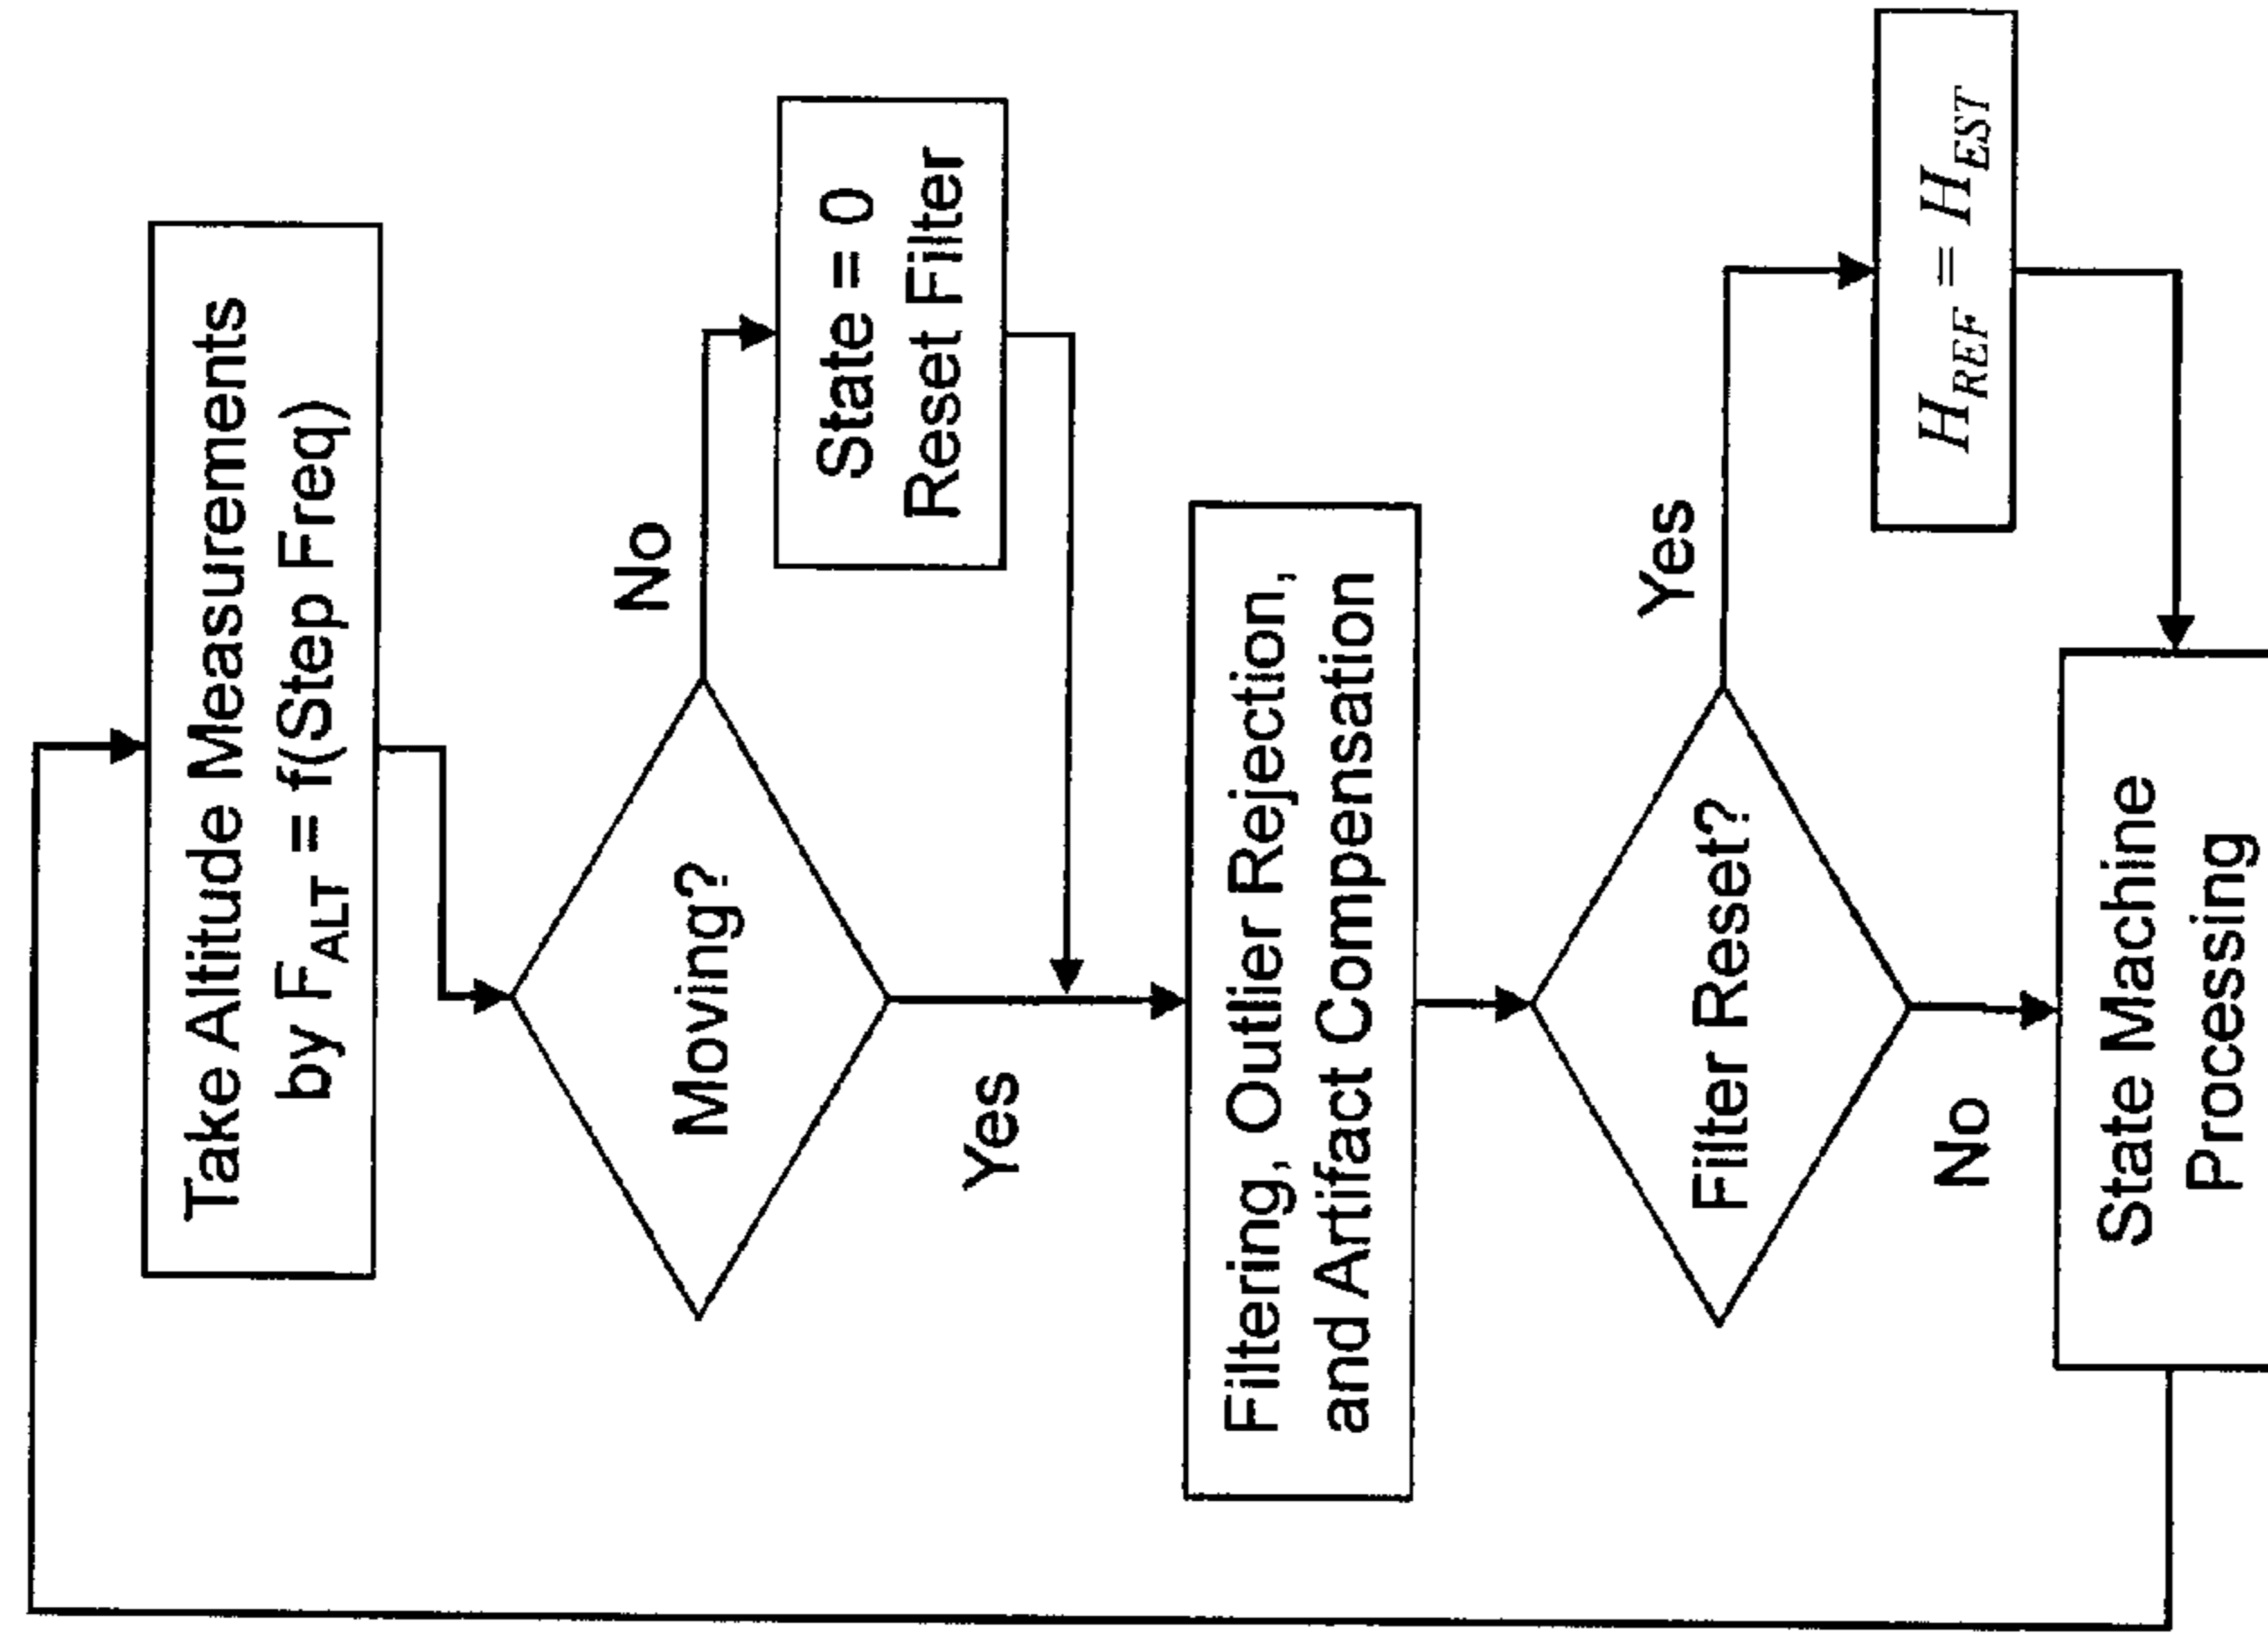 Take Altitude Measurements
by F_ALT = f(Step Freq)
Moving?
No
State = 0
Reset Filter
Yes
Filtering, Outlier Rejection,
and Artifact Compensation
Filter Reset?
Yes
H_REF = H_EST
No
State Machine
Processing